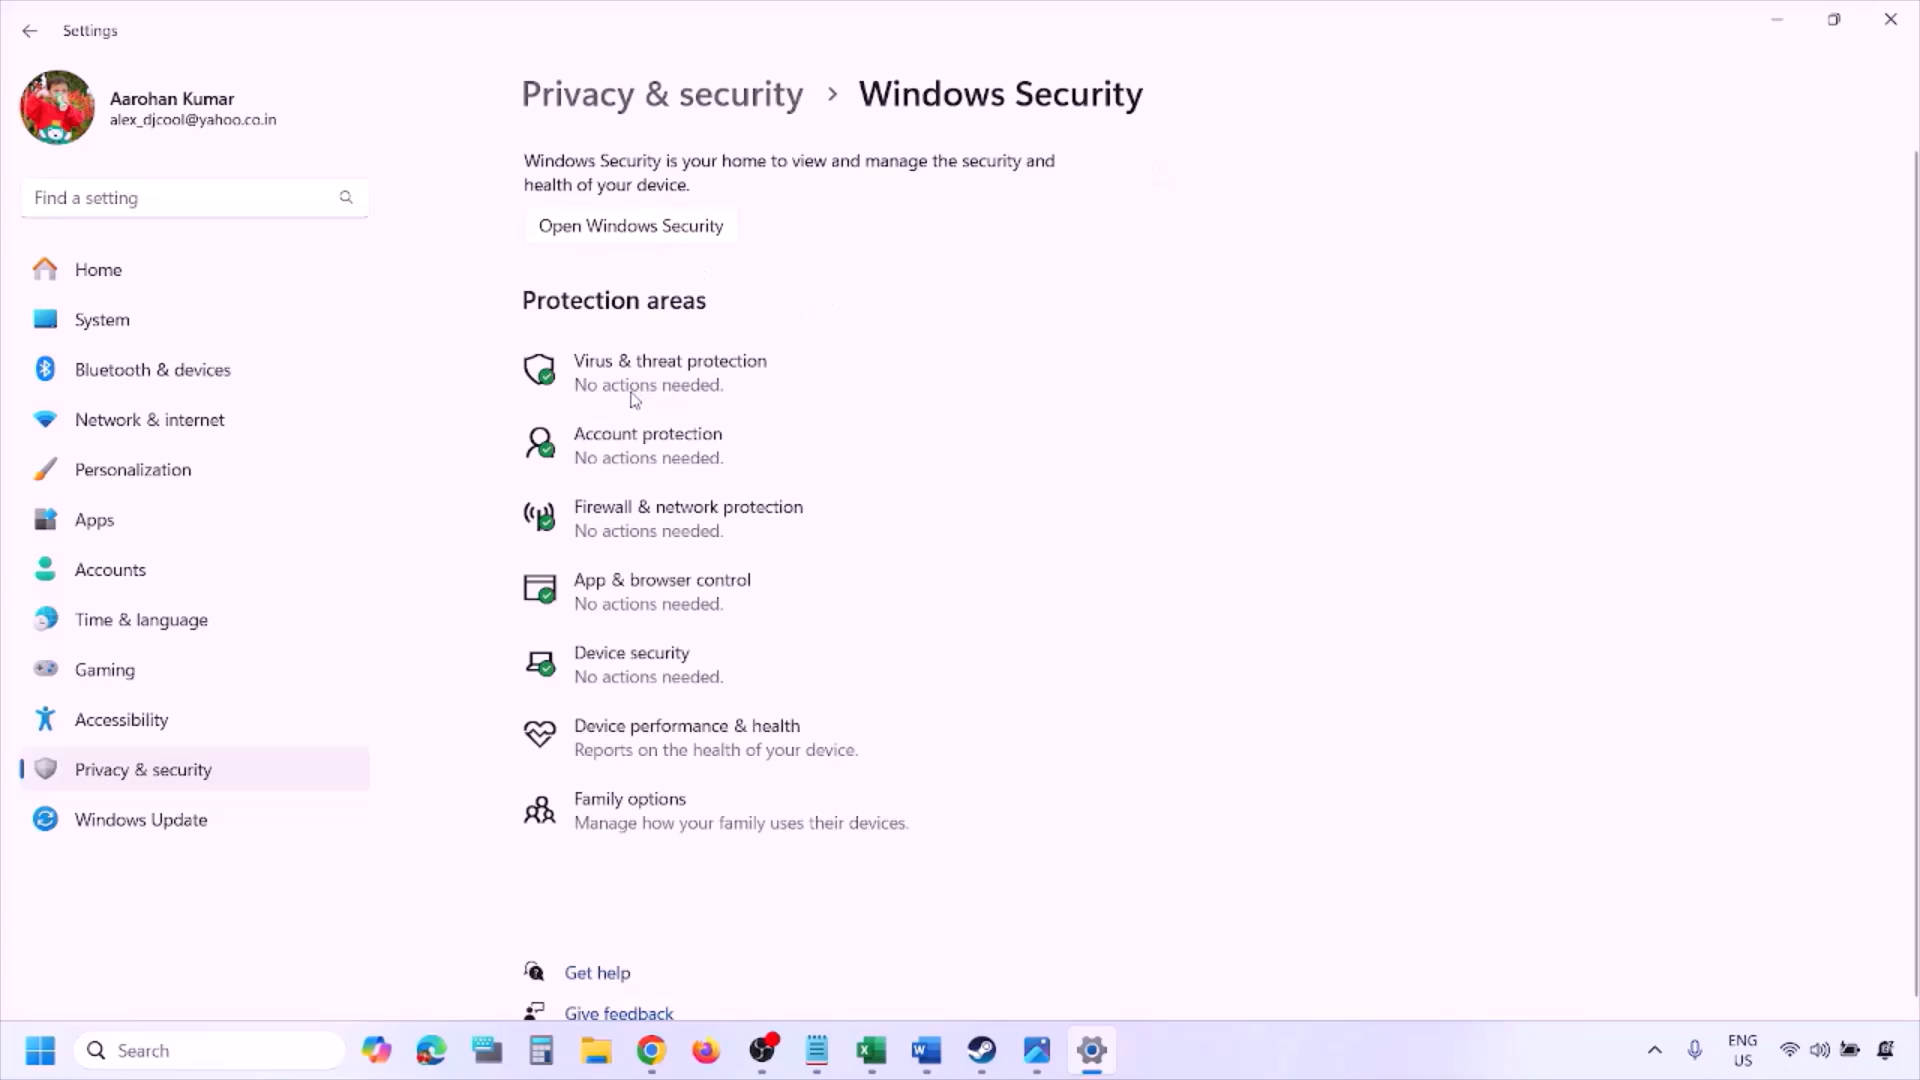 Settings
Aarohan Kumar
alex_djcool@yahoo.co.in
Find a setting
Home
System
Bluetooth & devices
Network & internet
Personalization
Apps
Accounts
Time & language
Gaming
Accessibility
Privacy & security
Windows Update
Privacy & security > Windows Security
Windows Security is your home to view and manage the security and
health of your device.
Open Windows Security
Protection areas
Virus & threat protection
No actions needed.
Account protection
No actions needed.
Firewall & network protection
No actions needed.
App & browser control
No actions needed.
Device security
No actions needed.
Device performance & health
Reports on the health of your device.
Family options
Manage how your family uses their devices.
Get help
Give feedback
Search
ENG
US